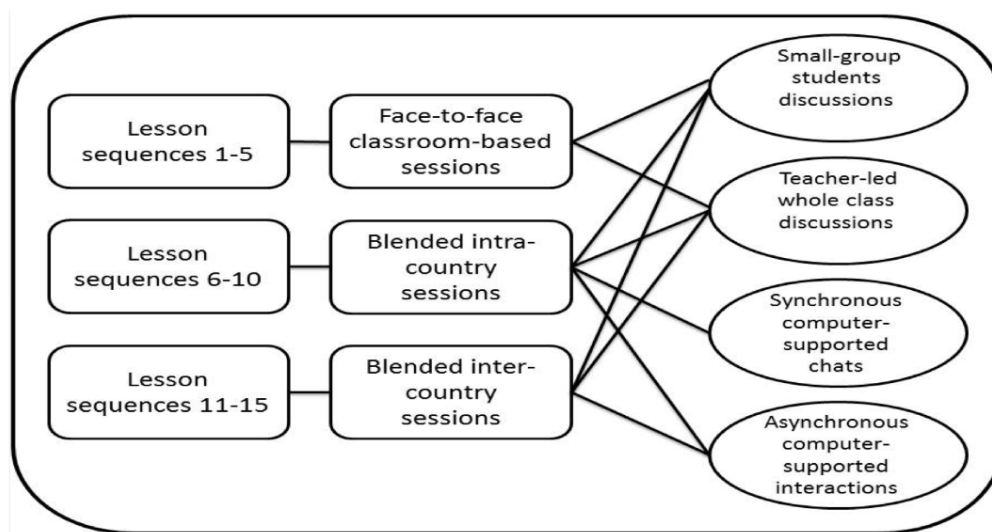 Lesson
sequences 1-5
Face-to-face
classroom-based
sessions
Small-group
students
discussions
Teacher-led
whole class
discussions
Lesson
sequences 6-10
Blended intra-
country
sessions
Synchronous
computer-
supported
chats
Lesson
sequences 11-15
Blended inter-
country
sessions
Asynchronous
computer-
supported
interactions